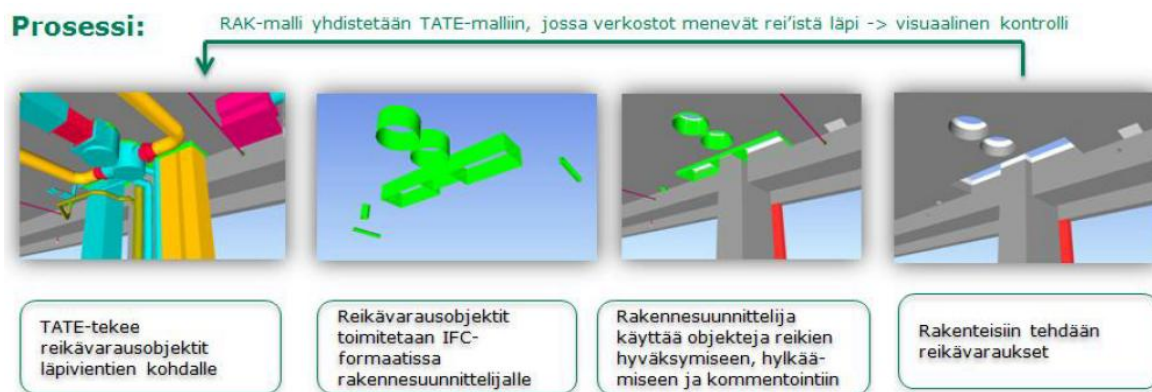 Prosessi:
RAK-malli yhdistetään TATE-malliin, jossa verkostot menevät rei'istä läpi -> visuaalinen kontrolli
TATE-tekee
reikävarausobjektit
läpivientien kohdalle
Reikävarausobjektit
toimitetaan IFC-
formaatissa
rakennesuunnittelijalle
Rakennesuunnittelija
käyttää objekteja reikien
hyväksymiseen, hylkää-
miseen ja kommentointiin
Rakenteisiin tehdään
reikävaraukset